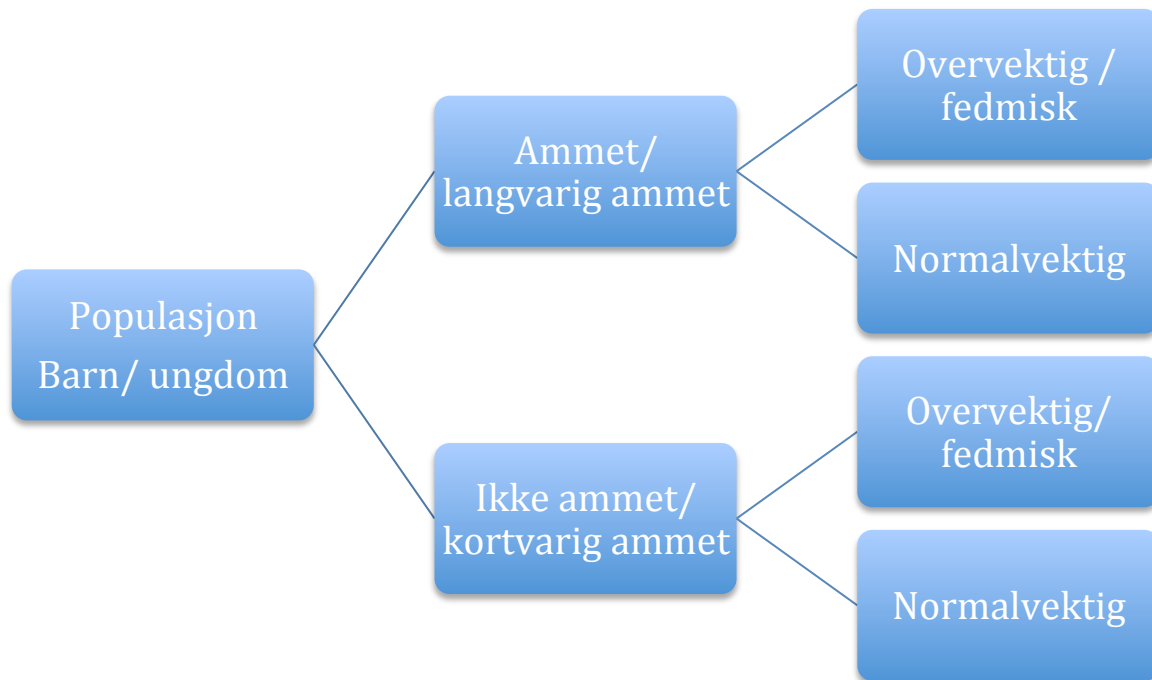 Populasjon
Barn/ ungdom
Ammet/
langvarig ammet
Overvektig /
fedmisk
Normalvektig
Ikke ammet/
kortvarig ammet
Overvektig/
fedmisk
Normalvektig